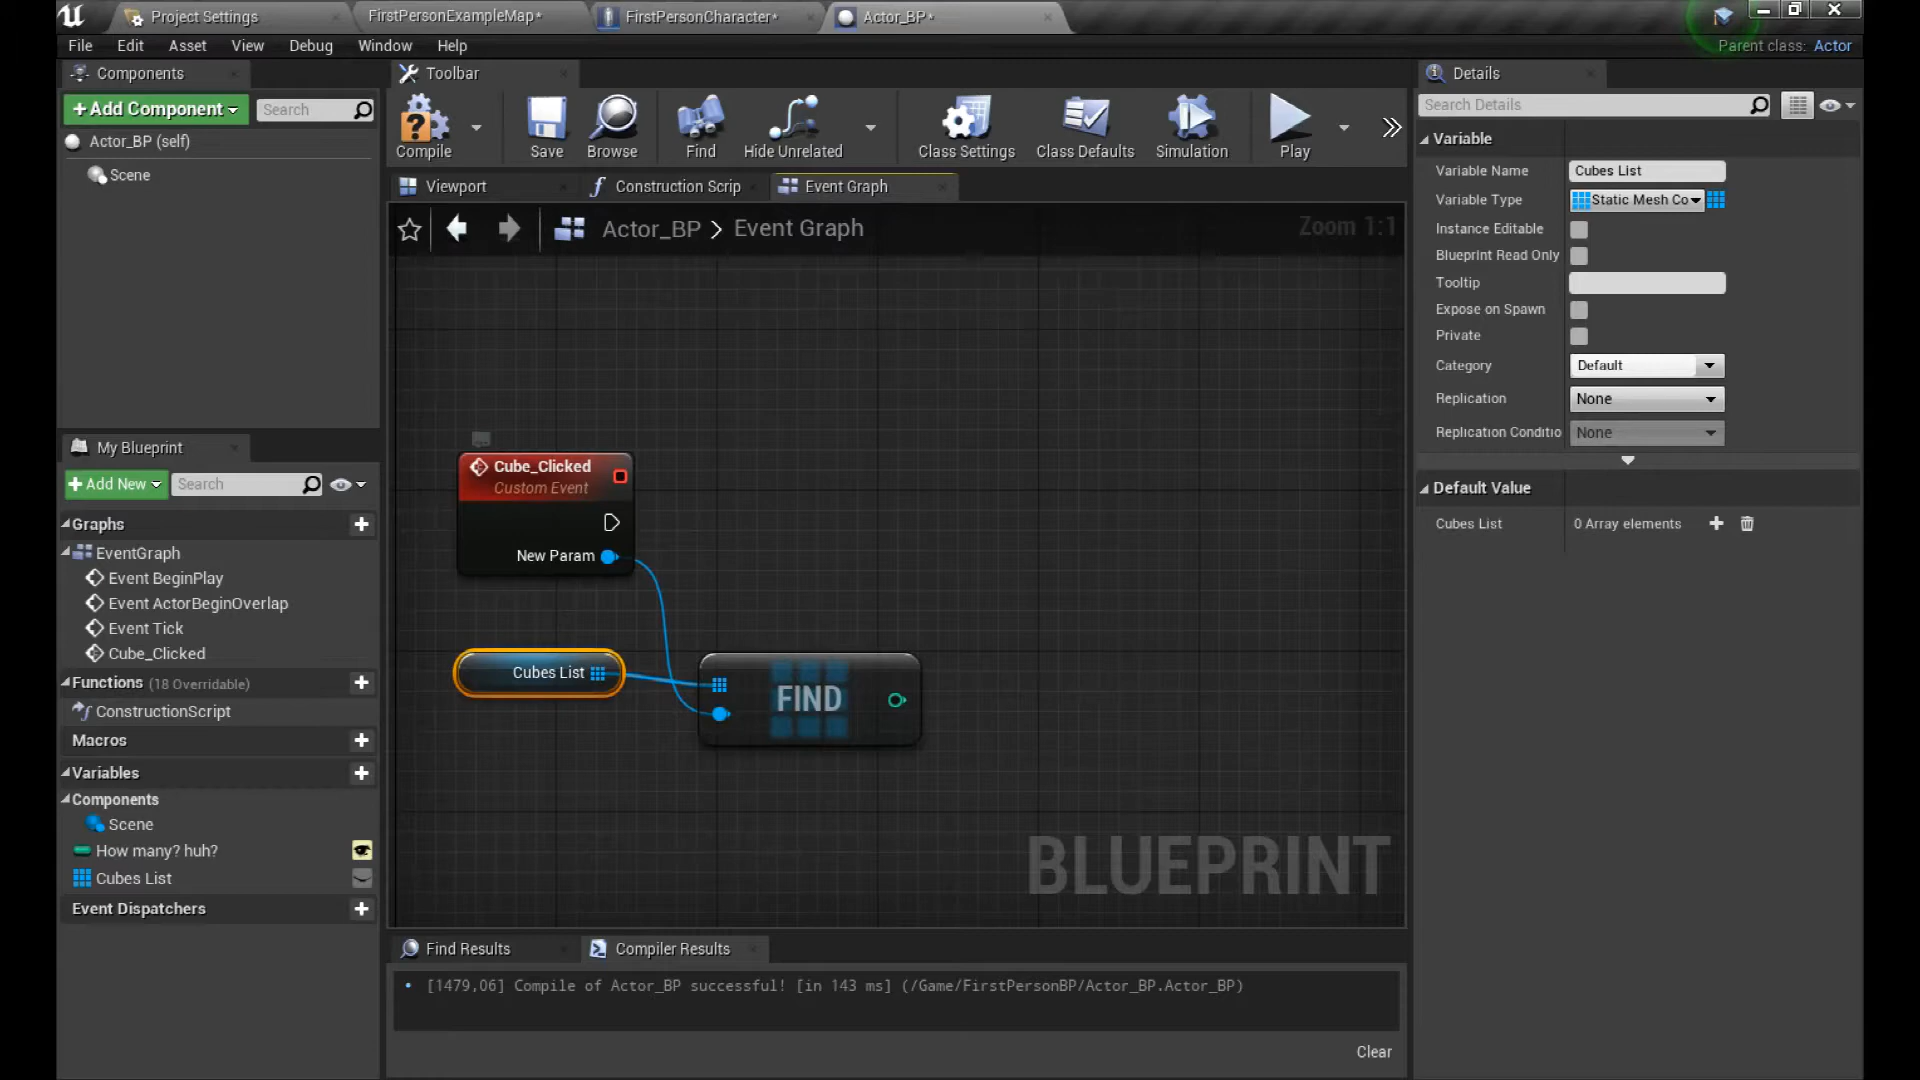 Project Settings
FirstPersonExampleMap*
FirstPersonCharacter*
Actor_BP*
File Edit Asset View Debug Window Help
Parent class: Actor
Components
Toolbar
Details
+ Add Component
Search
Search Details
Actor_BP (self)
Scene
Compile
Save
Browse
Find
Hide Unrelated
Class Settings
Class Defaults
Simulation
Play
Viewport
Construction Scrip
Event Graph
Actor_BP > Event Graph
Zoom 1:1
Variable
Variable Name Cubes List
Variable Type Static Mesh Co
Instance Editable
Blueprint Read Only
Tooltip
Expose on Spawn
Private
Category Default
Replication None
Replication Conditio None
Default Value
Cubes List 0 Array elements
My Blueprint
+ Add New
Search
Graphs
EventGraph
Event BeginPlay
Event ActorBeginOverlap
Event Tick
Cube_Clicked
Functions (18 Overridable)
ConstructionScript
Macros
Variables
Components
Scene
How many? huh?
Cubes List
Event Dispatchers
Cube_Clicked
Custom Event
New Param
Cubes List
FIND
BLUEPRINT
Find Results
Compiler Results
[1479,06] Compile of Actor_BP successful! [in 143 ms] (/Game/FirstPersonBP/Actor_BP.Actor_BP)
Clear